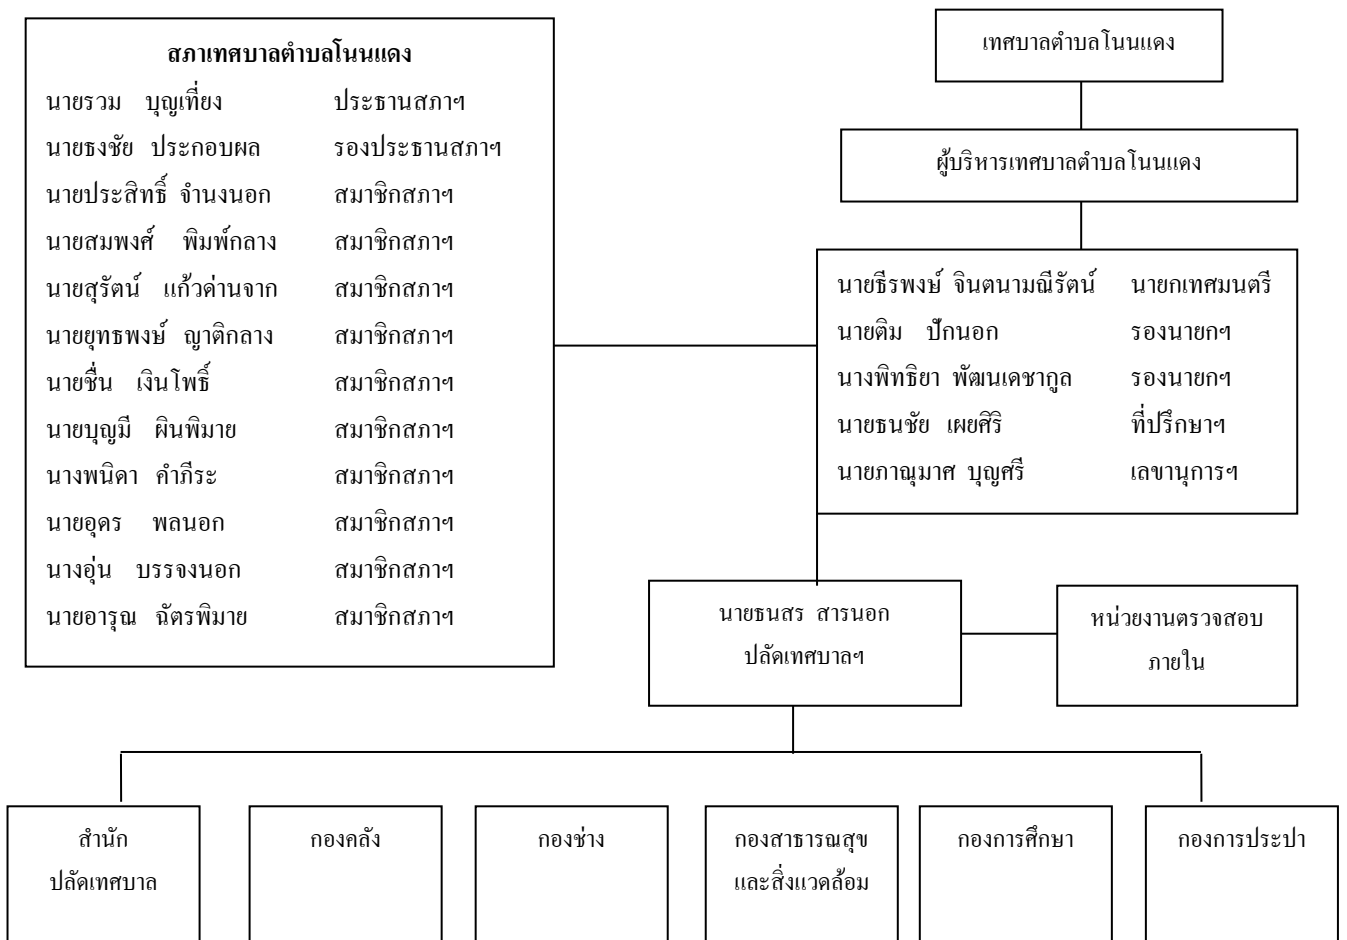 สภาเทศบาลตำบลโนนแดง
นายรวม บุญเที่ยง ประธานสภาฯ
นายธงชัย ประกอบผล รองประธานสภาฯ
นายประสิทธิ์ จำนงนอก สมาชิกสภาฯ
นายสมพงศ์ พิมพ์กลาง สมาชิกสภาฯ
นายสุรัตน์ แก้วด่านจาก สมาชิกสภาฯ
นายยุทธพงษ์ ญาติกลาง สมาชิกสภาฯ
นายชื่น เงินโพธิ์ สมาชิกสภาฯ
นายบุญมี ผินพิมาย สมาชิกสภาฯ
นางพนิดา คำภีระ สมาชิกสภาฯ
นายอุดร พลนอก สมาชิกสภาฯ
นางอุ่น บรรจงนอก สมาชิกสภาฯ
นายอารุณ ฉัตรพิมาย สมาชิกสภาฯ
เทศบาลตำบลโนนแดง
ผู้บริหารเทศบาลตำบลโนนแดง
นายธีรพงษ์ จินตนามณีรัตน์ นายกเทศมนตรี
นายติม ปักนอก รองนายกฯ
นางพิทธิยา พัฒนเดชากูล รองนายกฯ
นายธนชัย เผยศิริ ที่ปรึกษาฯ
นายภาณุมาศ บุญศรี เลขานุการฯ
นายธนสร สารนอก
ปลัดเทศบาลฯ
หน่วยงานตรวจสอบ
ภายใน
สำนัก
ปลัดเทศบาล
กองคลัง
กองช่าง
กองสาธารณสุข
และสิ่งแวดล้อม
กองการศึกษา
กองการประปา